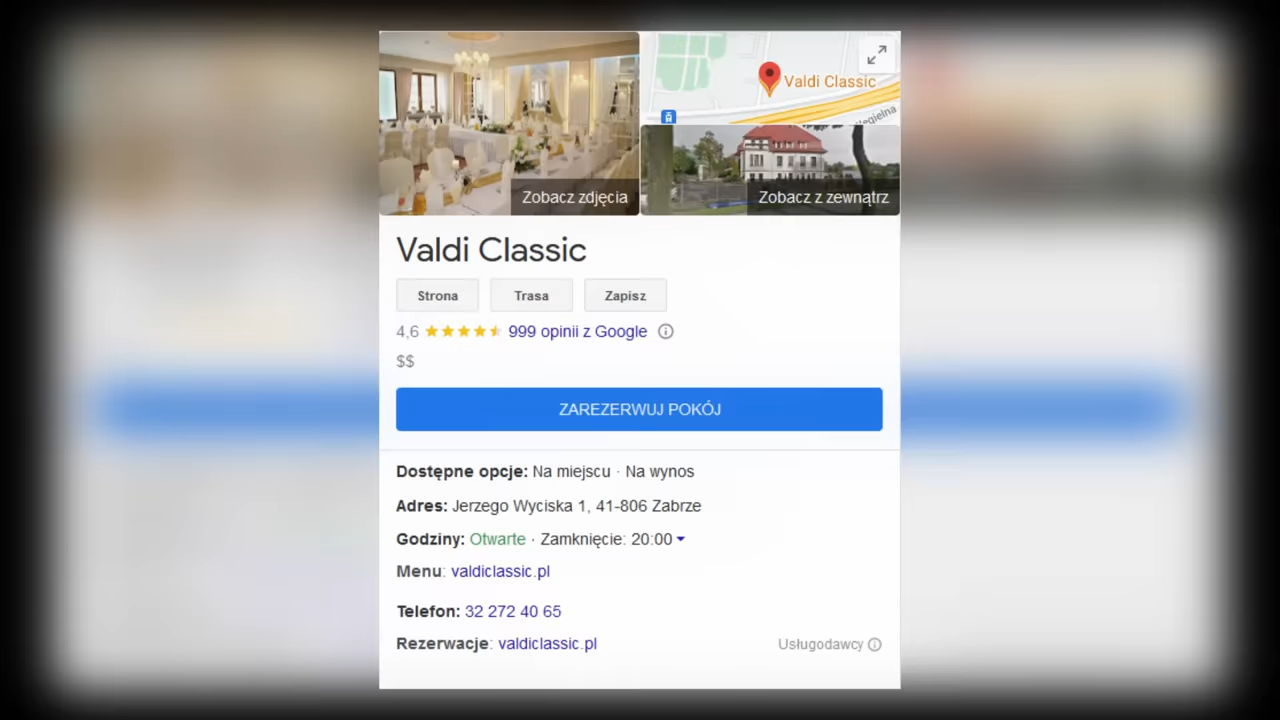 Valdi Classic
Węgielna
Zobacz zdjęcia
Zobacz z zewnątrz
Valdi Classic
Strona
Trasa
Zapisz
4,6 999 opinii z Google
$$
ZAREZERWUJ POKÓJ
Dostępne opcje: Na miejscu · Na wynos
Adres: Jerzego Wyciska 1, 41-806 Zabrze
Godziny: Otwarte · Zamknięcie: 20:00
Menu: valdiclassic.pl
Telefon: 32 272 40 65
Rezerwacje: valdiclassic.pl
Usługodawcy